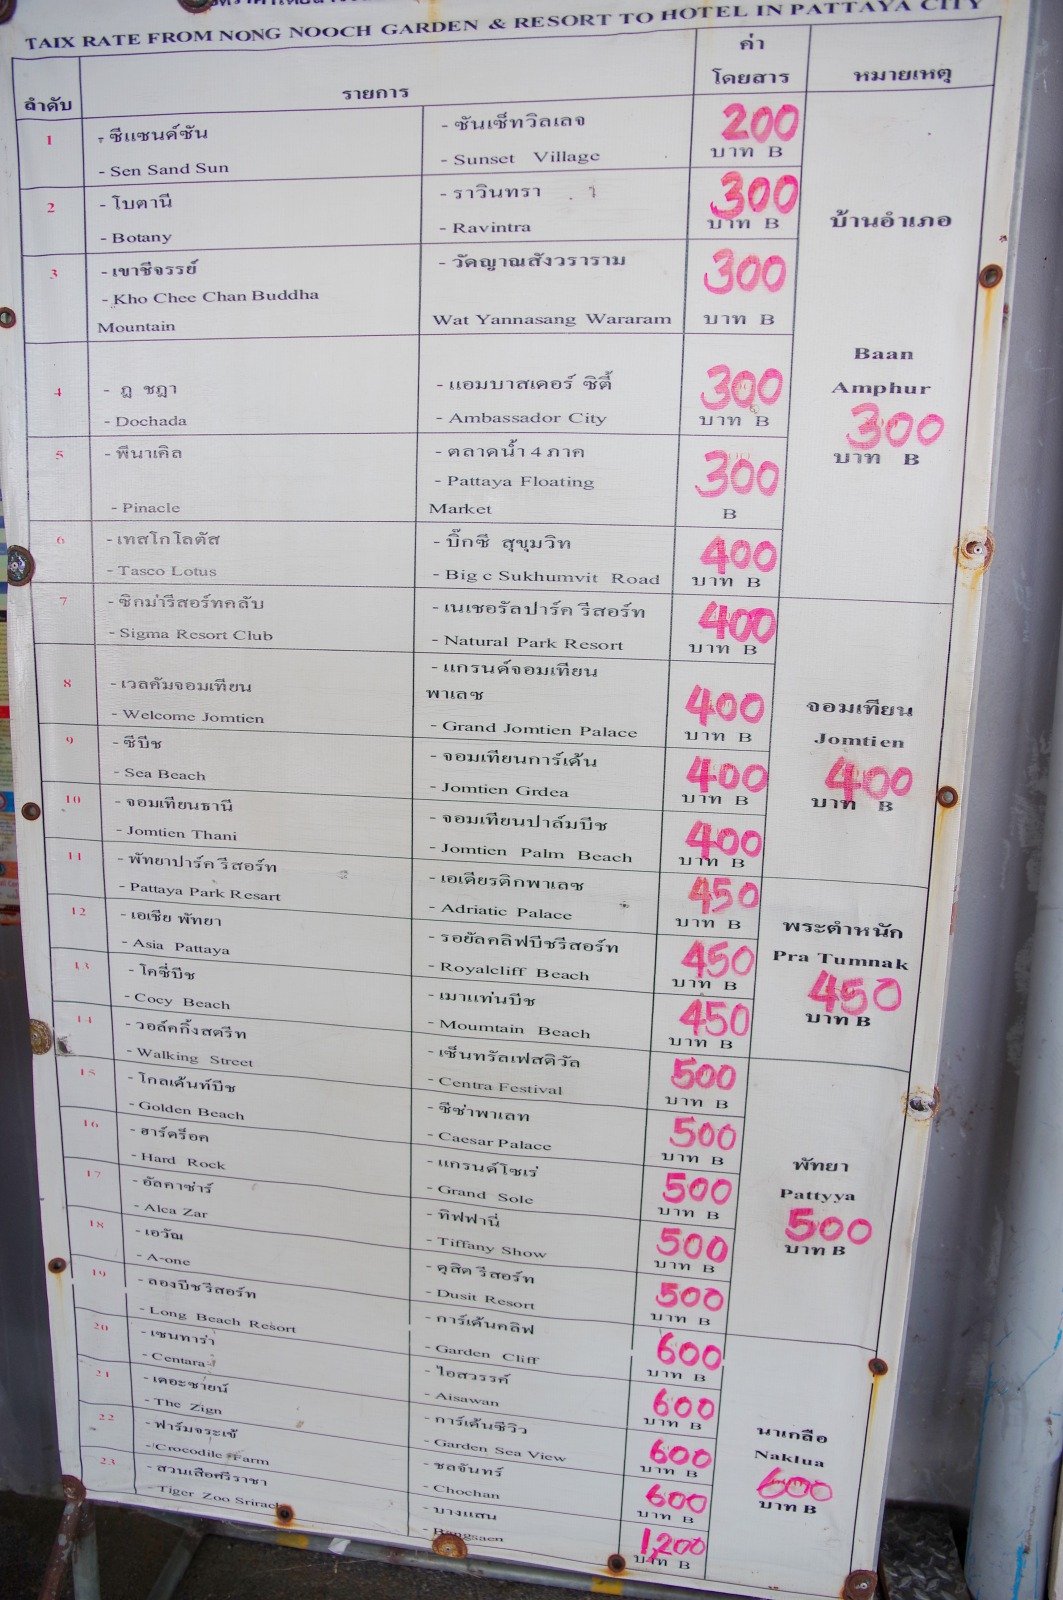 TAIX RATE FROM NONG NOOCH GARDEN & RESORT TO HOTEL IN PATTAYA CITY
ลำดับ รายการ ค่าโดยสาร หมายเหตุ
1 - ซีแซนด์ซัน - ซันเซ็ทวิลเลจ 200
- Sen Sand Sun - Sunset Village บาท B
2 - โบตานี - ราวินทรา 300
- Botany - Ravintra บาท B
บ้านอำเภอ
3 - เขาชีจรรย์ - วัดญาณสังวราราม 300
- Kho Chee Chan Buddha
Mountain Wat Yannasang Wararam บาท B
Baan
Amphur
300
บาท B
4 - ฎ ชฎา - แอมบาสเดอร์ ซิตี้ 300
- Dochada - Ambassador City บาท B
5 - พีนาเคิล - ตลาดน้ำ 4 ภาค 300
- Pattaya Floating
- Pinacle Market B
6 - เทสโกโลตัส - บิ๊กซี สุขุมวิท 400
- Tasco Lotus - Big c Sukhumvit Road บาท B
7 - ซิกม่ารีสอร์ทคลับ - เนเชอรัลปาร์ค รีสอร์ท 400
- Sigma Resort Club - Natural Park Resort บาท B
8 - เวลคัมจอมเทียน - แกรนด์จอมเทียน
พาเลซ 400
- Welcome Jomtien - Grand Jomtien Palace บาท B
จอมเทียน
Jomtien
400
บาท B
9 - ซีบีช - จอมเทียนการ์เด้น 400
- Sea Beach - Jomtien Grdea บาท B
10 - จอมเทียนธานี - จอมเทียนปาล์มบีช 400
- Jomtien Thani - Jomtien Palm Beach บาท B
11 - พัทยาปาร์ค รีสอร์ท - เอเดียรติกพาเลซ 450
- Pattaya Park Resart - Adriatic Palace บาท B
พระตำหนัก
Pra Tumnak
450
บาท B
12 - เอเชีย พัทยา - รอยัลคลิฟบีชรีสอร์ท 450
- Asia Pattaya - Royalcliff Beach บาท B
13 - โคซี่บีช - เมาแท่นบีช 450
- Cocy Beach - Moumtain Beach บาท B
14 - วอล์คกิ้งสตรีท - เซ็นทรัลเฟสติวัล 500
- Walking Street - Centra Festival บาท B
15 - โกลเด้นท์บีช - ซีซ่าพาเลท 500
- Golden Beach - Caesar Palace บาท B
พัทยา
Pattyya
500
บาท B
16 - ฮาร์ดร็อค - แกรนด์โซเร่ 500
- Hard Rock - Grand Sole บาท B
17 - อัลคาซ่าร์ - ทิฟฟานี่ 500
- Alca Zar - Tiffany Show บาท B
18 - เอวัณ - ดุสิต รีสอร์ท 500
- A-one - Dusit Resort บาท B
19 - ลองบีชรีสอร์ท - การ์เด้นคลิฟ 600
- Long Beach Resort - Garden Cliff บาท B
20 - เซนทาร่า - ไอสวรรค์ 600
- Centara - Aisawan บาท B
นาเกลือ
Naklua
600
บาท B
21 - เดอะซายน์ - การ์เด้นซีวิว 600
- The Zign - Garden Sea View บาท B
22 - ฟาร์มจระเข้ - ชลจันทร์ 600
- Crocodile Farm - Chochan บาท B
23 - สวนเสือศรีราชา - บางแสน 1,200
- Tiger Zoo - Bangsaen บาท B